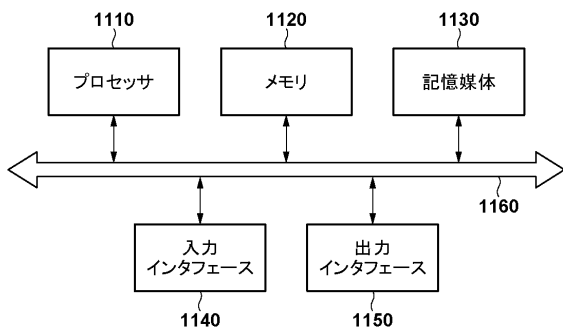 1110
1120
1130
プロセッサ
メモリ
記憶媒体
1160
入力
インタフェース
出力
インタフェース
1140
1150